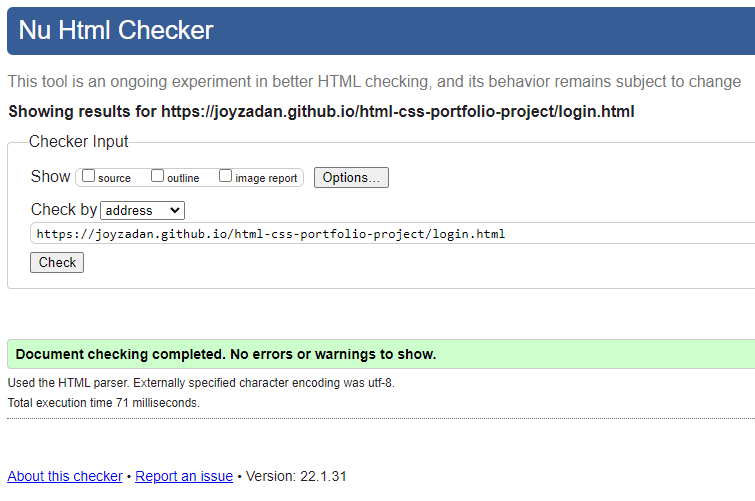 Nu Html Checker
This tool is an ongoing experiment in better HTML checking, and its behavior remains subject to change
Showing results for https://joyzadan.github.io/html-css-portfolio-project/login.html
Checker Input
Show source outline image report Options...
Check by address
https://joyzadan.github.io/html-css-portfolio-project/login.html
Check
Document checking completed. No errors or warnings to show.
Used the HTML parser. Externally specified character encoding was utf-8.
Total execution time 71 milliseconds.
About this checker • Report an issue • Version: 22.1.31